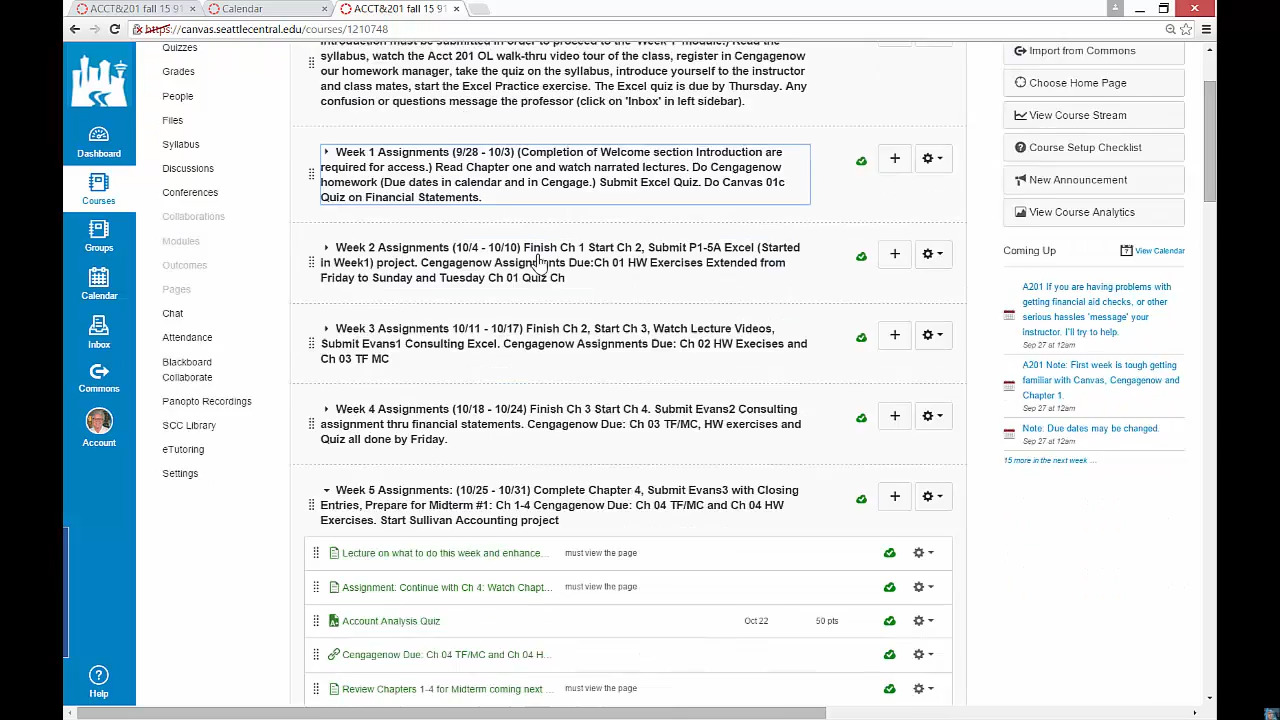 ACCT&201 fall 15 91
Calendar
ACCT&201 fall 15 91
https://canvas.seattlecentral.edu/courses/1210748
Dashboard
Courses
Groups
Calendar
Inbox
Commons
Account
Help
Quizzes
Grades
People
Files
Syllabus
Discussions
Conferences
Collaborations
Modules
Outcomes
Pages
Chat
Attendance
Blackboard
Collaborate
Panopto Recordings
SCC Library
eTutoring
Settings
syllabus, watch the Acct 201 OL walk-thru video tour of the class, register in Cengagenow
our homework manager, take the quiz on the syllabus, introduce yourself to the instructor
and class mates, start the Excel Practice exercise. The Excel quiz is due by Thursday. Any
confusion or questions message the professor (click on 'Inbox' in left sidebar).
Week 1 Assignments (9/28 - 10/3) (Completion of Welcome section Introduction are
required for access.) Read Chapter one and watch narrated lectures. Do Cengagenow
homework (Due dates in calendar and in Cengage.) Submit Excel Quiz. Do Canvas 01c
Quiz on Financial Statements.
Week 2 Assignments (10/4 - 10/10) Finish Ch 1 Start Ch 2, Submit P1-5A Excel (Started
in Week1) project. Cengagenow Assignments Due:Ch 01 HW Exercises Extended from
Friday to Sunday and Tuesday Ch 01 Quiz Ch
Week 3 Assignments 10/11 - 10/17) Finish Ch 2, Start Ch 3, Watch Lecture Videos,
Submit Evans1 Consulting Excel. Cengagenow Assignments Due: Ch 02 HW Execises and
Ch 03 TF MC
Week 4 Assignments (10/18 - 10/24) Finish Ch 3 Start Ch 4. Submit Evans2 Consulting
assignment thru financial statements. Cengagenow Due: Ch 03 TF/MC, HW exercises and
Quiz all done by Friday.
Week 5 Assignments: (10/25 - 10/31) Complete Chapter 4, Submit Evans3 with Closing
Entries, Prepare for Midterm #1: Ch 1-4 Cengagenow Due: Ch 04 TF/MC and Ch 04 HW
Exercises. Start Sullivan Accounting project
Lecture on what to do this week and enhance... must view the page
Assignment: Continue with Ch 4: Watch Chapt... must view the page
Account Analysis Quiz Oct 22 50 pts
Cengagenow Due: Ch 04 TF/MC and Ch 04 H...
Review Chapters 1-4 for Midterm coming next ... must view the page
Import from Commons
Choose Home Page
View Course Stream
Course Setup Checklist
New Announcement
View Course Analytics
Coming Up
View Calendar
A201 If you are having problems with
getting financial aid checks, or other
serious hassles 'message' your
instructor. I'll try to help.
Sep 27 at 12am
A201 Note: First week is tough getting
familiar with Canvas, Cengagenow and
Chapter 1.
Sep 27 at 12am
Note: Due dates may be changed.
Sep 27 at 12am
15 more in the next week ...